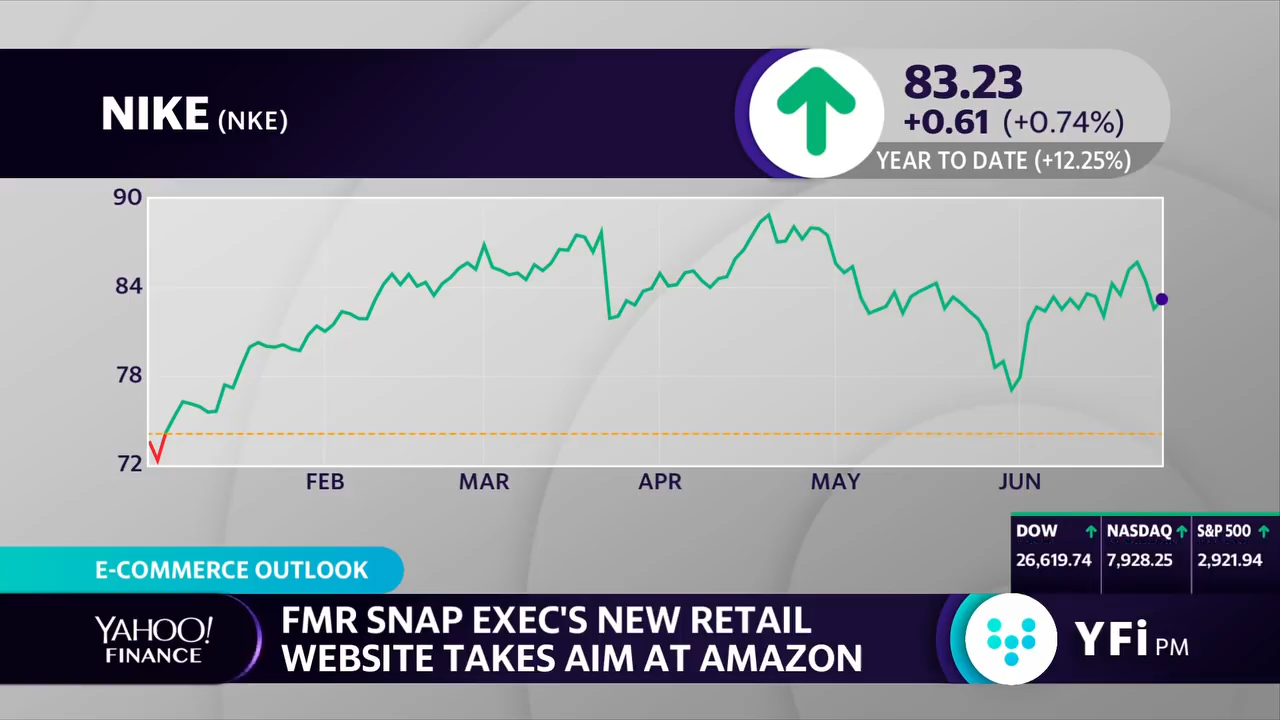 NIKE (NKE)
83.23
+0.61 (+0.74%)
YEAR TO DATE (+12.25%)
90
84
78
72
FEB MAR APR MAY JUN
DOW NASDAQ S&P 500
26,619.74 7,928.25 2,921.94
E-COMMERCE OUTLOOK
YAHOO!
FINANCE
FMR SNAP EXEC'S NEW RETAIL
WEBSITE TAKES AIM AT AMAZON
YFi PM